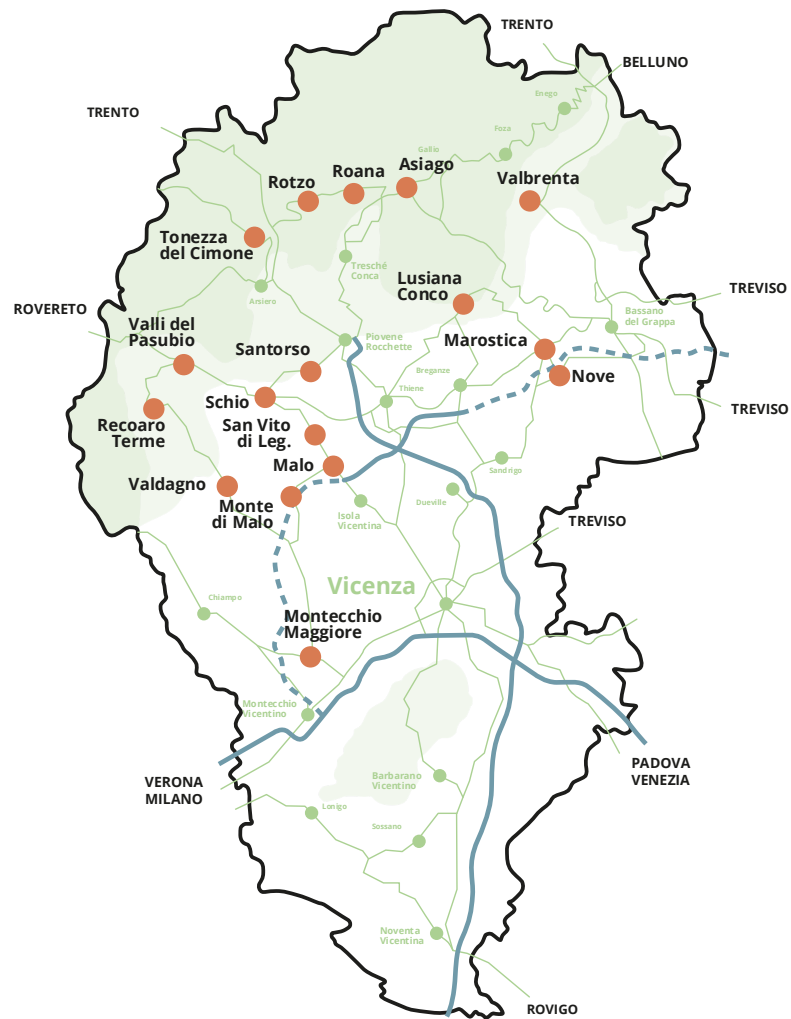 TRENTO
BELLUNO
Enego
TRENTO
Foza
Gallio
Asiago
Roana
Rotzo
Valbrenta
Tonezza
del Cimone
Tresché
Conca
Lusiana
Conco
Arsiero
TREVISO
ROVERETO
Valli del
Pasubio
Bassano
del Grappa
Piovene
Rocchette
Marostica
Santorso
Breganze
Nove
Thiene
Schio
TREVISO
Recoaro
Terme
San Vito
di Leg.
Malo
Sandrigo
Valdagno
Monte
di Malo
Dueville
Isola
Vicentina
TREVISO
Vicenza
Chiampo
Montecchio
Maggiore
Montecchio
Vicentino
PADOVA
VENEZIA
VERONA
MILANO
Barbarano
Vicentino
Lonigo
Sossano
Noventa
Vicentina
ROVIGO